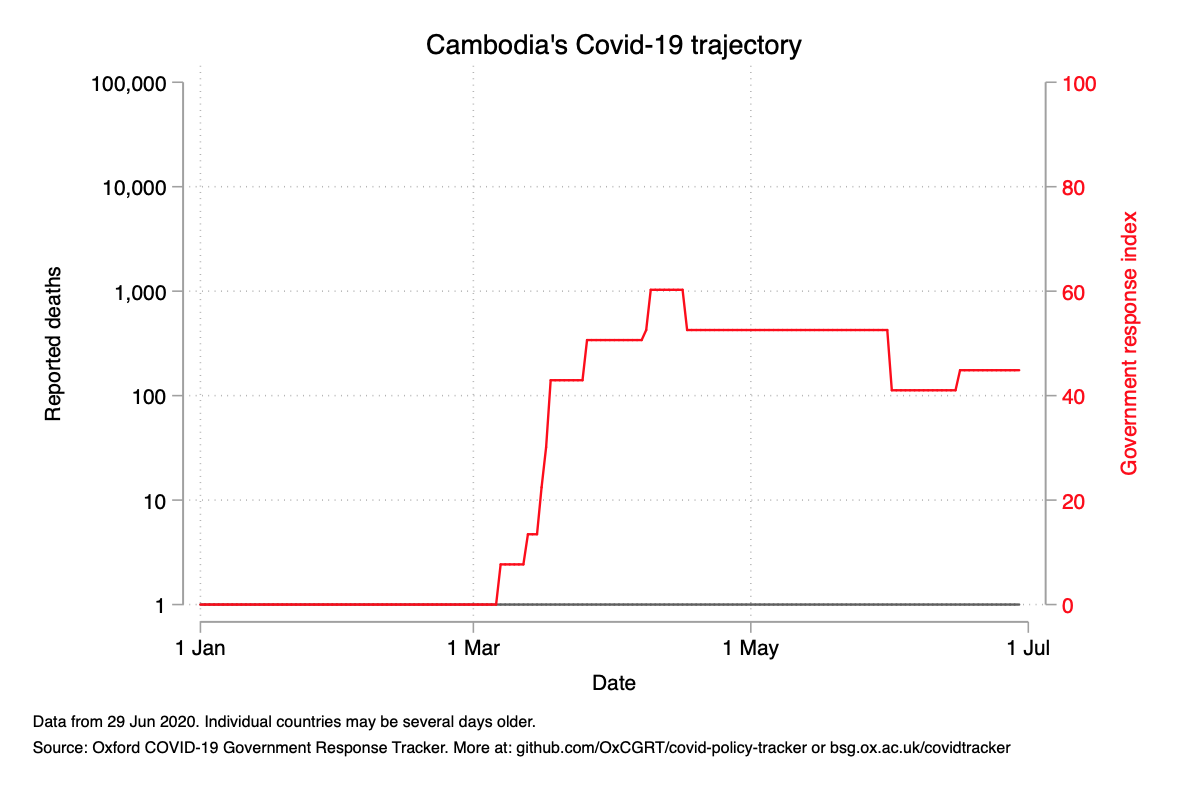 Cambodia's Covid-19 trajectory
100,000
10,000
1,000
100
10
1
Reported deaths
100
80
60
40
20
0
Government response index
1 Jan
1 Mar
1 May
1 Jul
Date
Data from 29 Jun 2020. Individual countries may be several days older.
Source: Oxford COVID-19 Government Response Tracker. More at: github.com/OxCGRT/covid-policy-tracker or bsg.ox.ac.uk/covidtracker